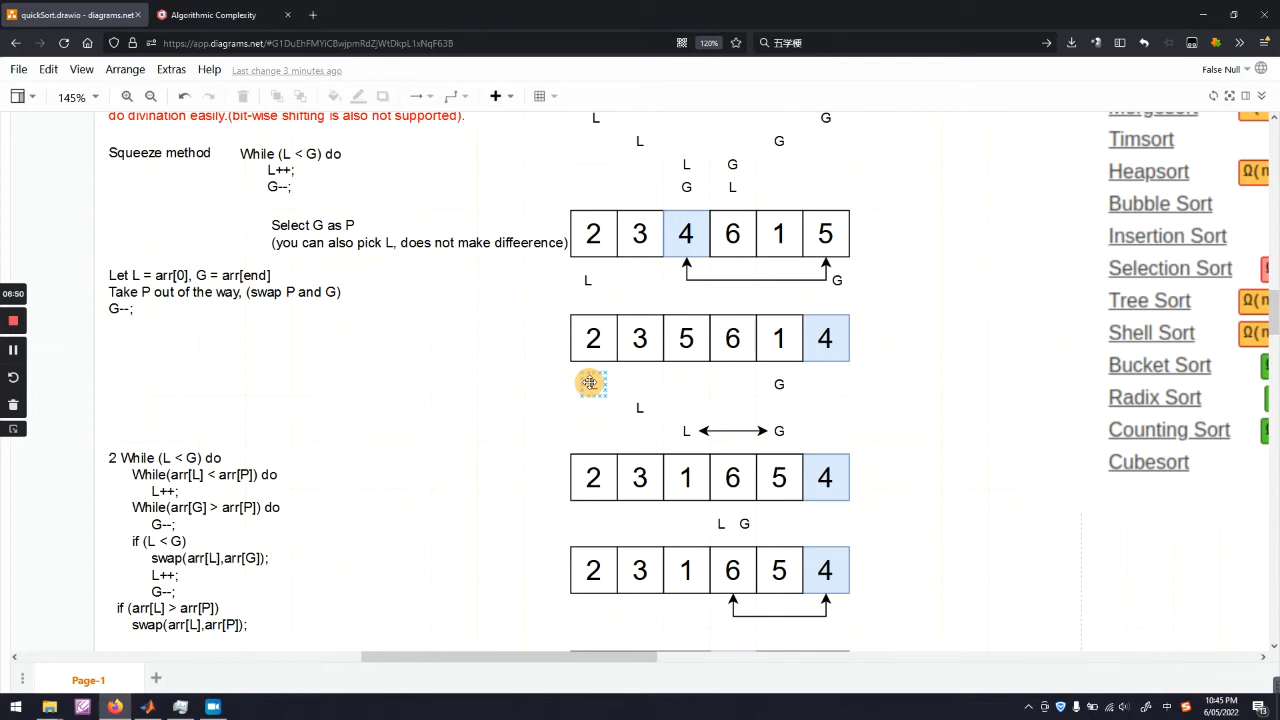 quickSort.drawio - diagrams.net
Algorithmic Complexity
https://app.diagrams.net/#G1DuEhFMYiCBwjpmRdZjWtDkpL1xNqF63B
120%
五学梗
File Edit View Arrange Extras Help Last change 3 minutes ago
False Null
145%
do divination easily.(bit-wise shifting is also not supported).
Squeeze method
While (L < G) do
L++;
G--;
Select G as P
(you can also pick L, does not make diffeerence)
Let L = arr[0], G = arr[end]
Take P out of the way, (swap P and G)
G--;
2 While (L < G) do
While(arr[L] < arr[P]) do
L++;
While(arr[G] > arr[P]) do
G--;
if (L < G)
swap(arr[L],arr[G]);
L++;
G--;
if (arr[L] > arr[P])
swap(arr[L],arr[P]);
L G
L G
L G
G L
2 3 4 6 1 5
L G
2 3 5 6 1 4
G
L
L G
2 3 1 6 5 4
L G
2 3 1 6 5 4
Timsort
Heapsort
Bubble Sort
Insertion Sort
Selection Sort
Tree Sort
Shell Sort
Bucket Sort
Radix Sort
Counting Sort
Cubesort
06:50
Page-1
10:45 PM
6/05/2022